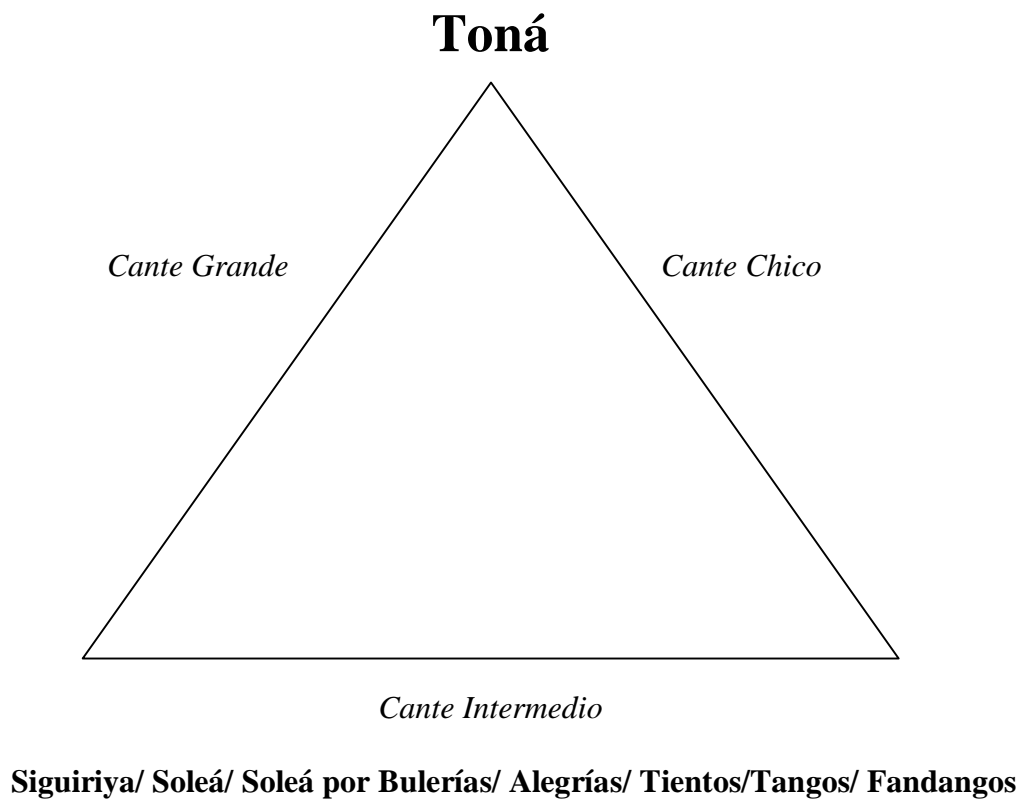 Toná
Cante Grande
Cante Chico
Cante Intermedio
Siguiriya/ Soleá/ Soleá por Bulerías/ Alegrías/ Tientos/Tangos/ Fandangos